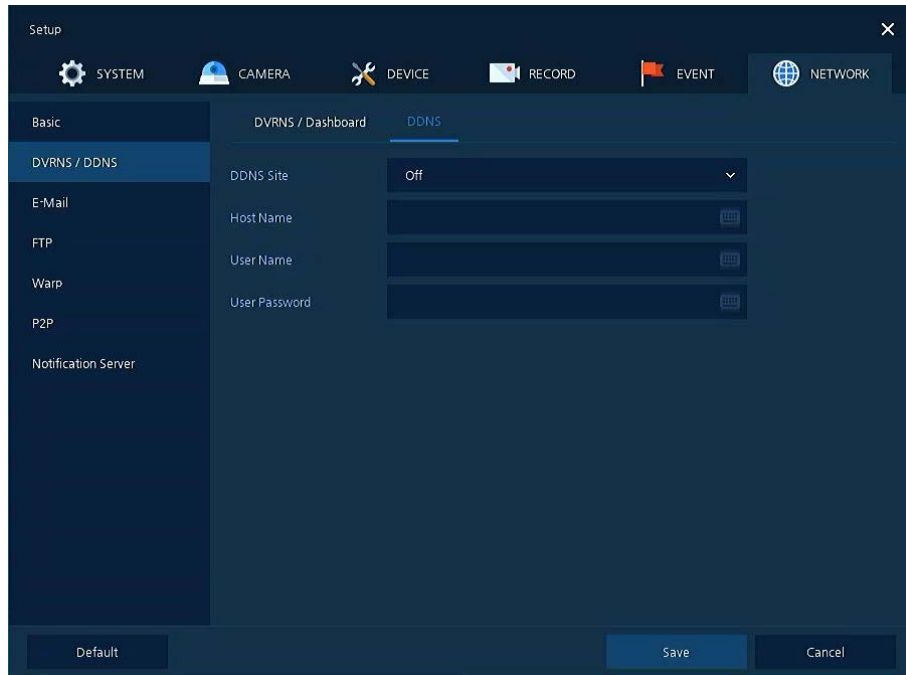 Setup
SYSTEM CAMERA DEVICE RECORD EVENT NETWORK
Basic
DVRNS / DDNS
E-Mail
FTP
Warp
P2P
Notification Server
DVRNS / Dashboard DDNS
DDNS Site Off
Host Name
User Name
User Password
Default Save Cancel